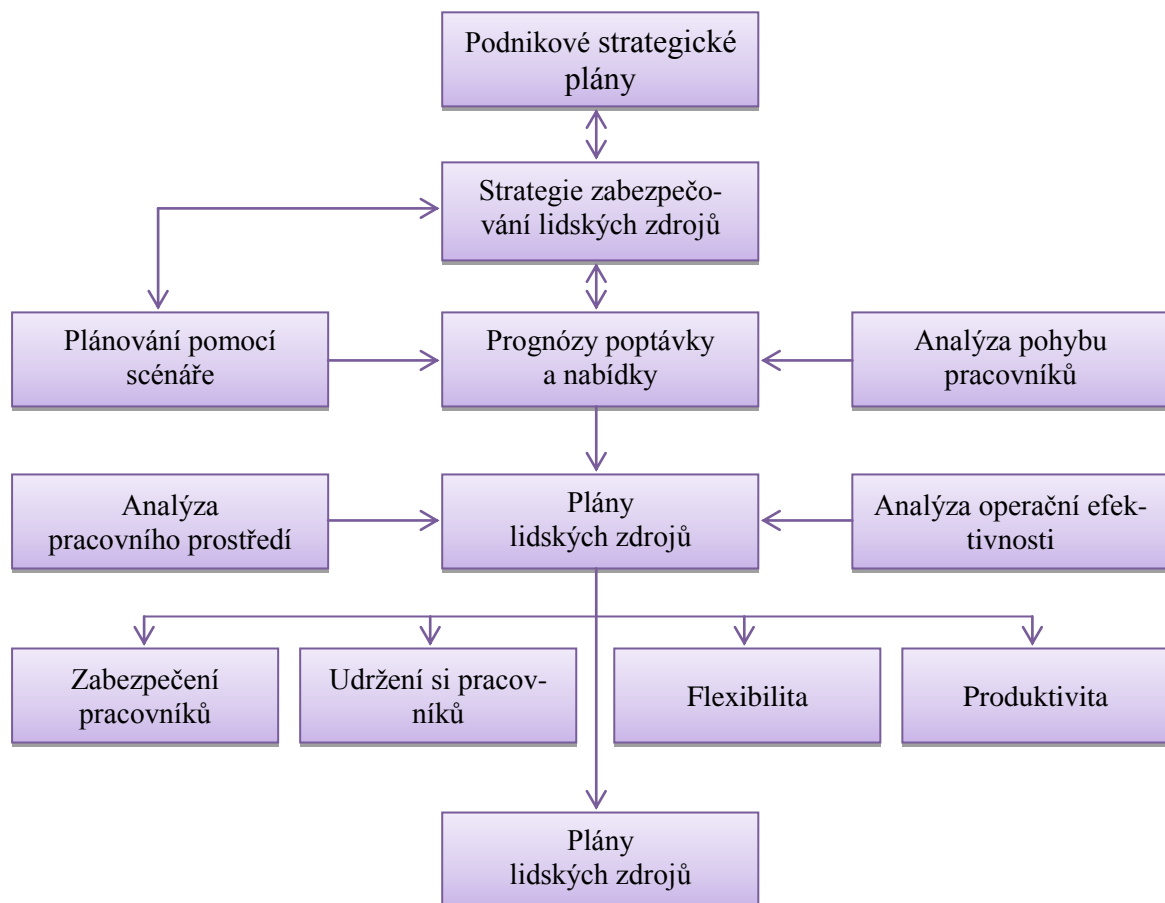 Podnikové strategické
plány
Strategie zabezpečo-
vání lidských zdrojů
Plánování pomocí
scénáře
Prognózy poptávky
a nabídky
Analýza pohybu
pracovníků
Analýza
pracovního prostředí
Plány
lidských zdrojů
Analýza operační efek-
tivnosti
Zabezpečení
pracovníků
Udržení si pracov-
níků
Flexibilita
Produktivita
Plány
lidských zdrojů